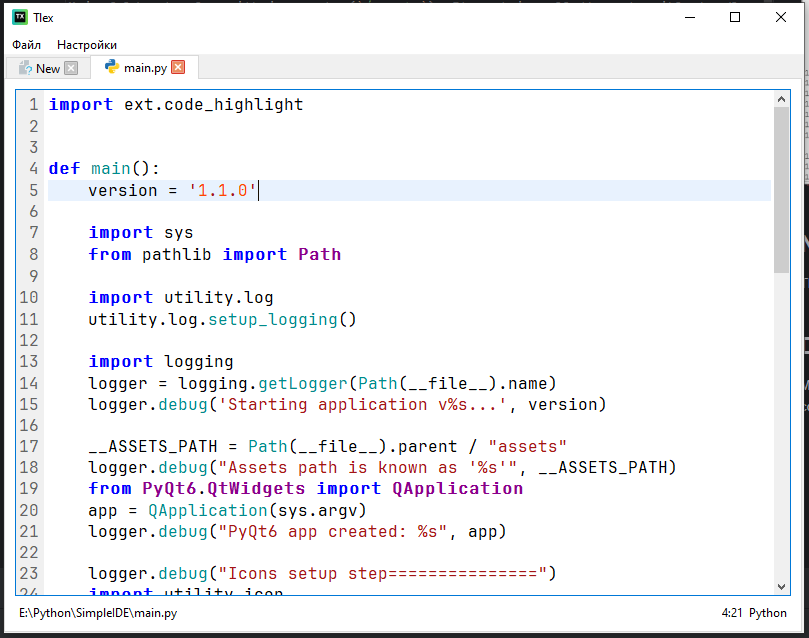 TX Tlex
Файл Настройки
New main.py
1 import ext.code_highlight
2
3
4 def main():
5     version = '1.1.0'
6
7     import sys
8     from pathlib import Path
9
10     import utility.log
11     utility.log.setup_logging()
12
13     import logging
14     logger = logging.getLogger(Path(__file__).name)
15     logger.debug('Starting application v%s...', version)
16
17     __ASSETS_PATH = Path(__file__).parent / "assets"
18     logger.debug("Assets path is known as '%s'", __ASSETS_PATH)
19     from PyQt6.QtWidgets import QApplication
20     app = QApplication(sys.argv)
21     logger.debug("PyQt6 app created: %s", app)
22
23     logger.debug("Icons setup step===============")
24     import utility.icon
E:\Python\SimpleIDE\main.py 4:21 Python